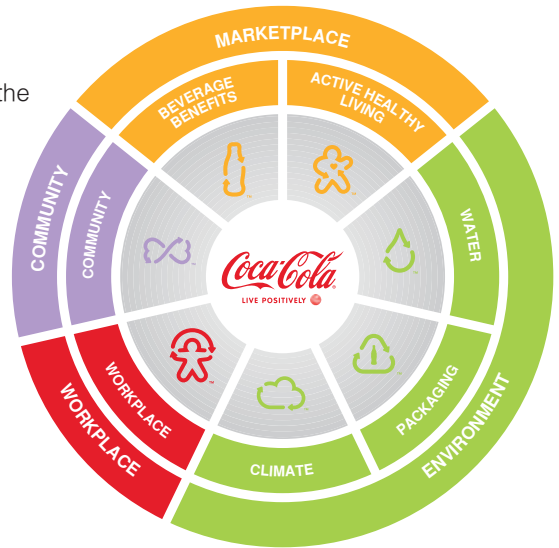 the
MARKETPLACE
BEVERAGE
BENEFITS
ACTIVE HEALTHY
LIVING
COMMUNITY
COMMUNITY
WATER
Coca-Cola
LIVE POSITIVELY
WORKPLACE
WORKPLACE
PACKAGING
ENVIRONMENT
CLIMATE